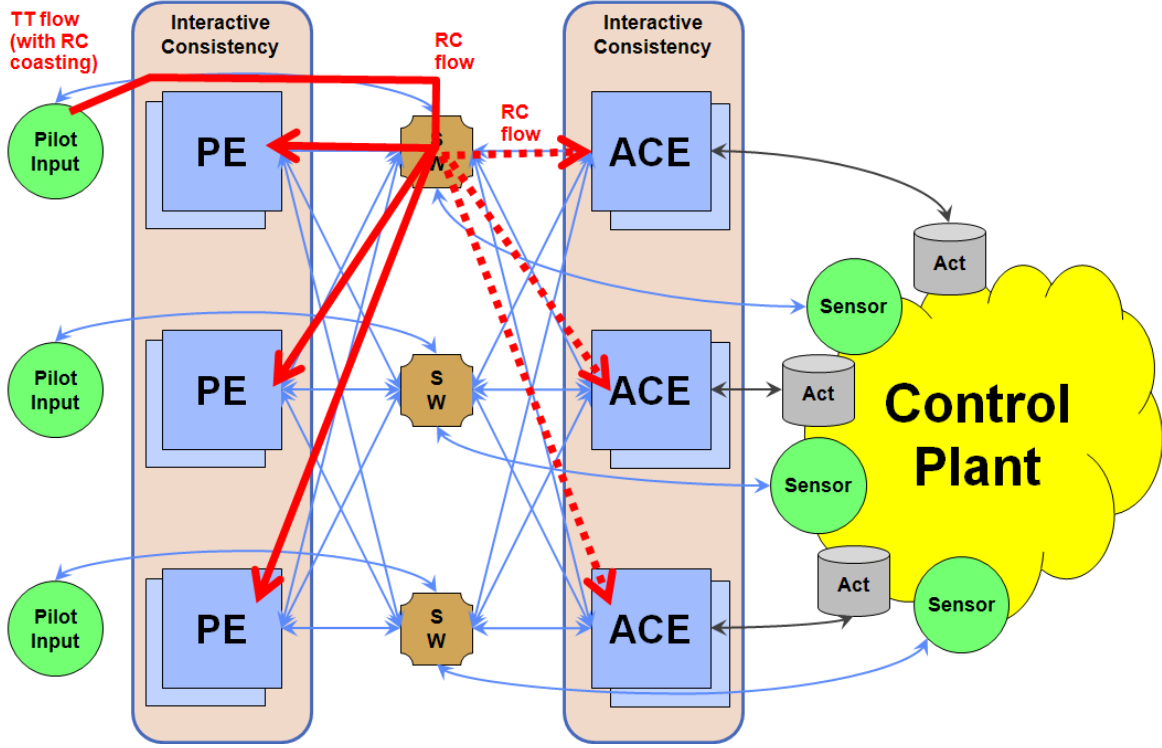 TT flow
(with RC
coasting)
Interactive
Consistency
RC
flow
Interactive
Consistency
RC
flow
Pilot
Input
PE
S
W
ACE
Act
Sensor
Pilot
Input
PE
S
W
ACE
Act
Control
Plant
Sensor
Pilot
Input
PE
S
W
ACE
Act
Sensor